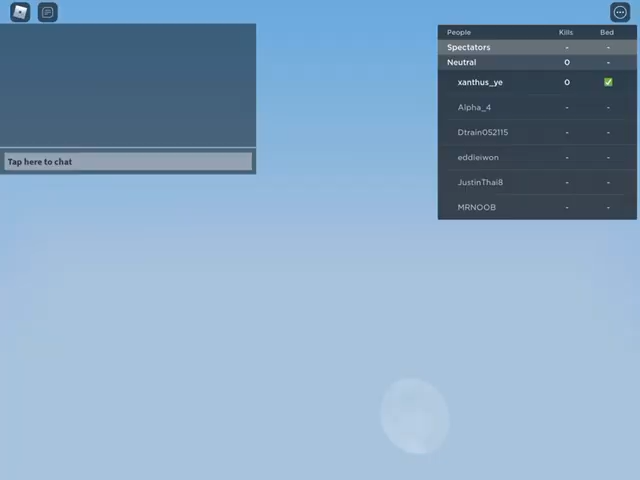 People Kills Bed
Spectators - -
Neutral 0 -
xanthus_ye 0 ✅
Alpha_4 - -
Dtrain052115 - -
eddieiwon - -
JustinThai8 - -
MRNOOB - -
Tap here to chat